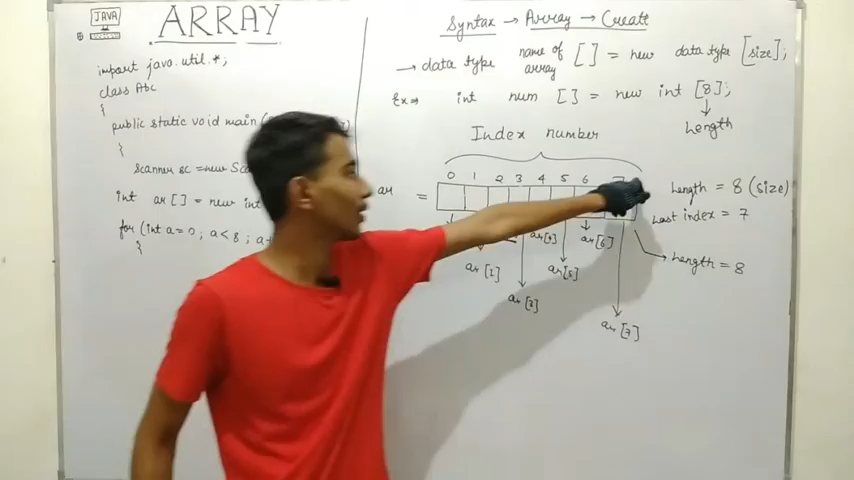 JAVA
ARRAY
import java.util.*;
class Abc
{
public static void main (
{
Scanner sc = new Sc
int ar [] = new int
for (int a=0; a<8; a+
{
Syntax → Array → Create
→ data type name of array [] = new data type [size];
Ex ⇒ int num [] = new int [8];
Length
Index number
0 1 2 3 4 5 6
ar =
ar[4] ar[6]
ar[1] ar[5]
ar[3]
ar[7]
Length = 8 (size)
Last index = 7
Length = 8